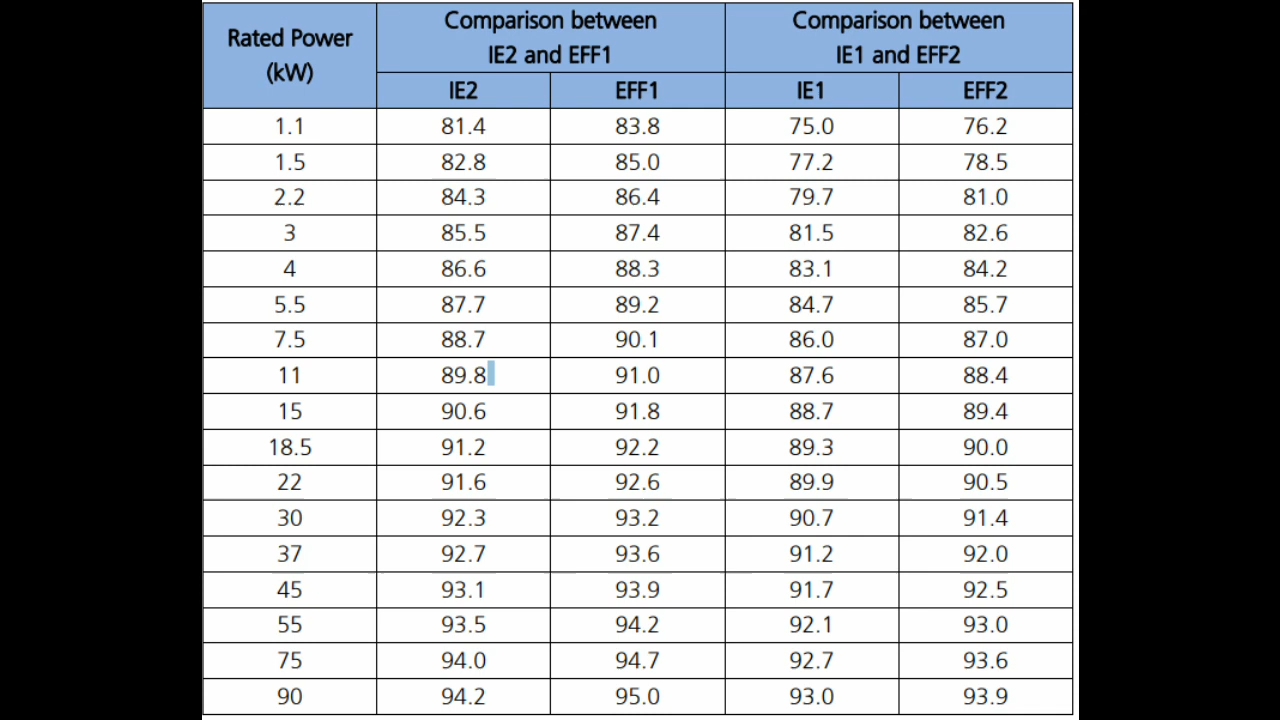 Rated Power (kW) Comparison between IE2 and EFF1 Comparison between IE1 and EFF2
IE2 EFF1 IE1 EFF2
1.1 81.4 83.8 75.0 76.2
1.5 82.8 85.0 77.2 78.5
2.2 84.3 86.4 79.7 81.0
3 85.5 87.4 81.5 82.6
4 86.6 88.3 83.1 84.2
5.5 87.7 89.2 84.7 85.7
7.5 88.7 90.1 86.0 87.0
11 89.8 91.0 87.6 88.4
15 90.6 91.8 88.7 89.4
18.5 91.2 92.2 89.3 90.0
22 91.6 92.6 89.9 90.5
30 92.3 93.2 90.7 91.4
37 92.7 93.6 91.2 92.0
45 93.1 93.9 91.7 92.5
55 93.5 94.2 92.1 93.0
75 94.0 94.7 92.7 93.6
90 94.2 95.0 93.0 93.9